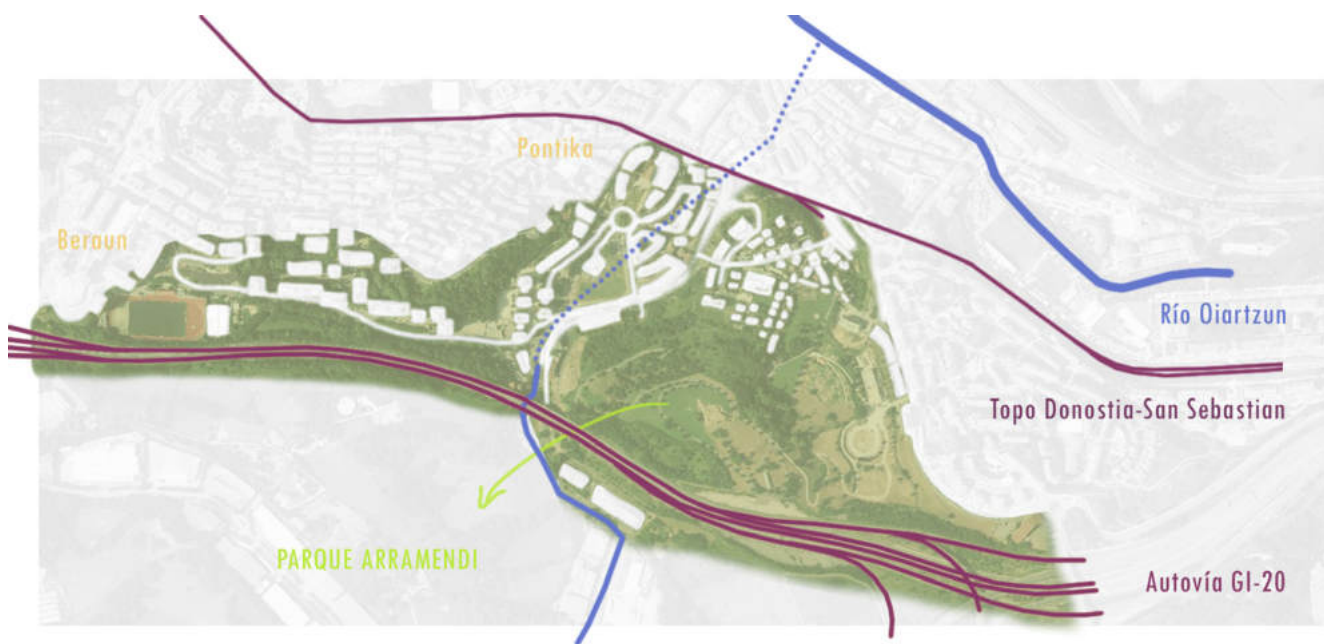 Pontika
Beraun
Río Oiartzun
Topo Donostia-San Sebastian
PARQUE ARRAMENDI
Autovía GI-20